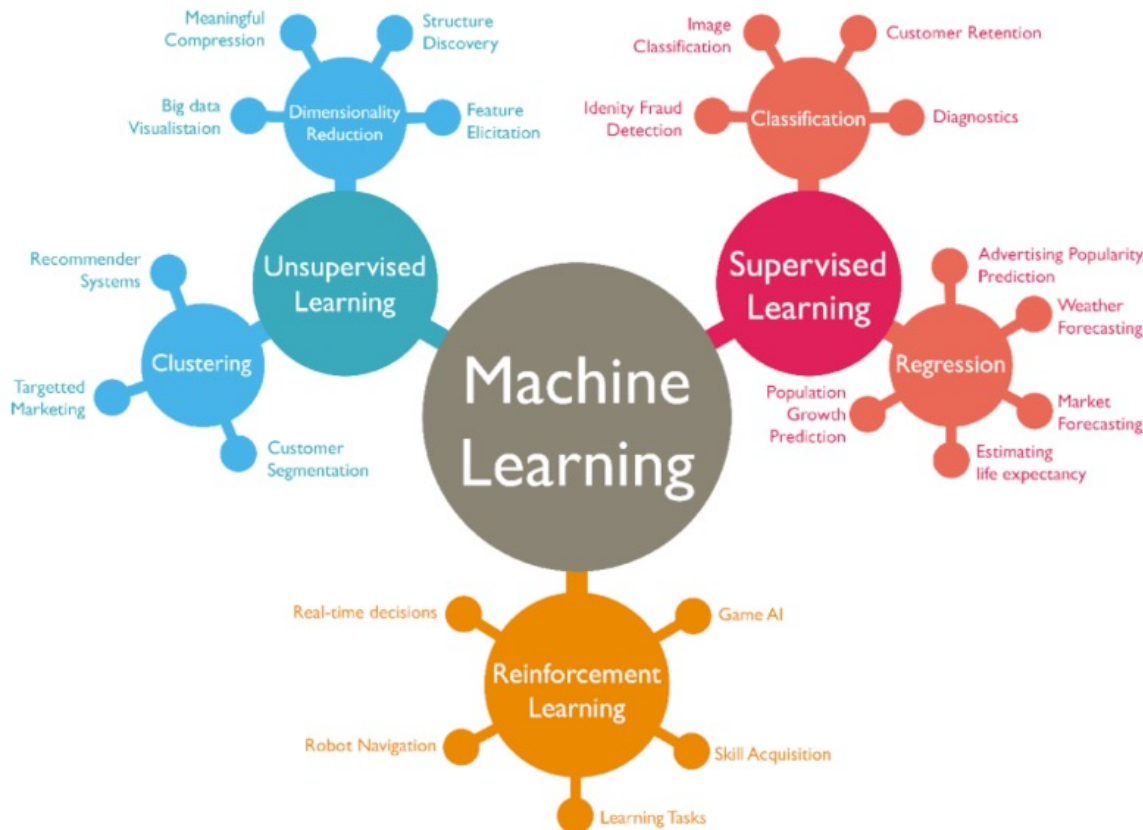 Meaningful
Compression
Structure
Discovery
Big data
Visualistaion
Dimensionality
Reduction
Feature
Elicitation
Image
Classification
Customer Retention
Idenity Fraud
Detection
Classification
Diagnostics
Unsupervised
Learning
Supervised
Learning
Recommender
Systems
Clustering
Targetted
Marketing
Customer
Segmentation
Machine
Learning
Advertising Popularity
Prediction
Weather
Forecasting
Regression
Population
Growth
Prediction
Market
Forecasting
Estimating
life expectancy
Real-time decisions
Game AI
Reinforcement
Learning
Robot Navigation
Skill Acquisition
Learning Tasks